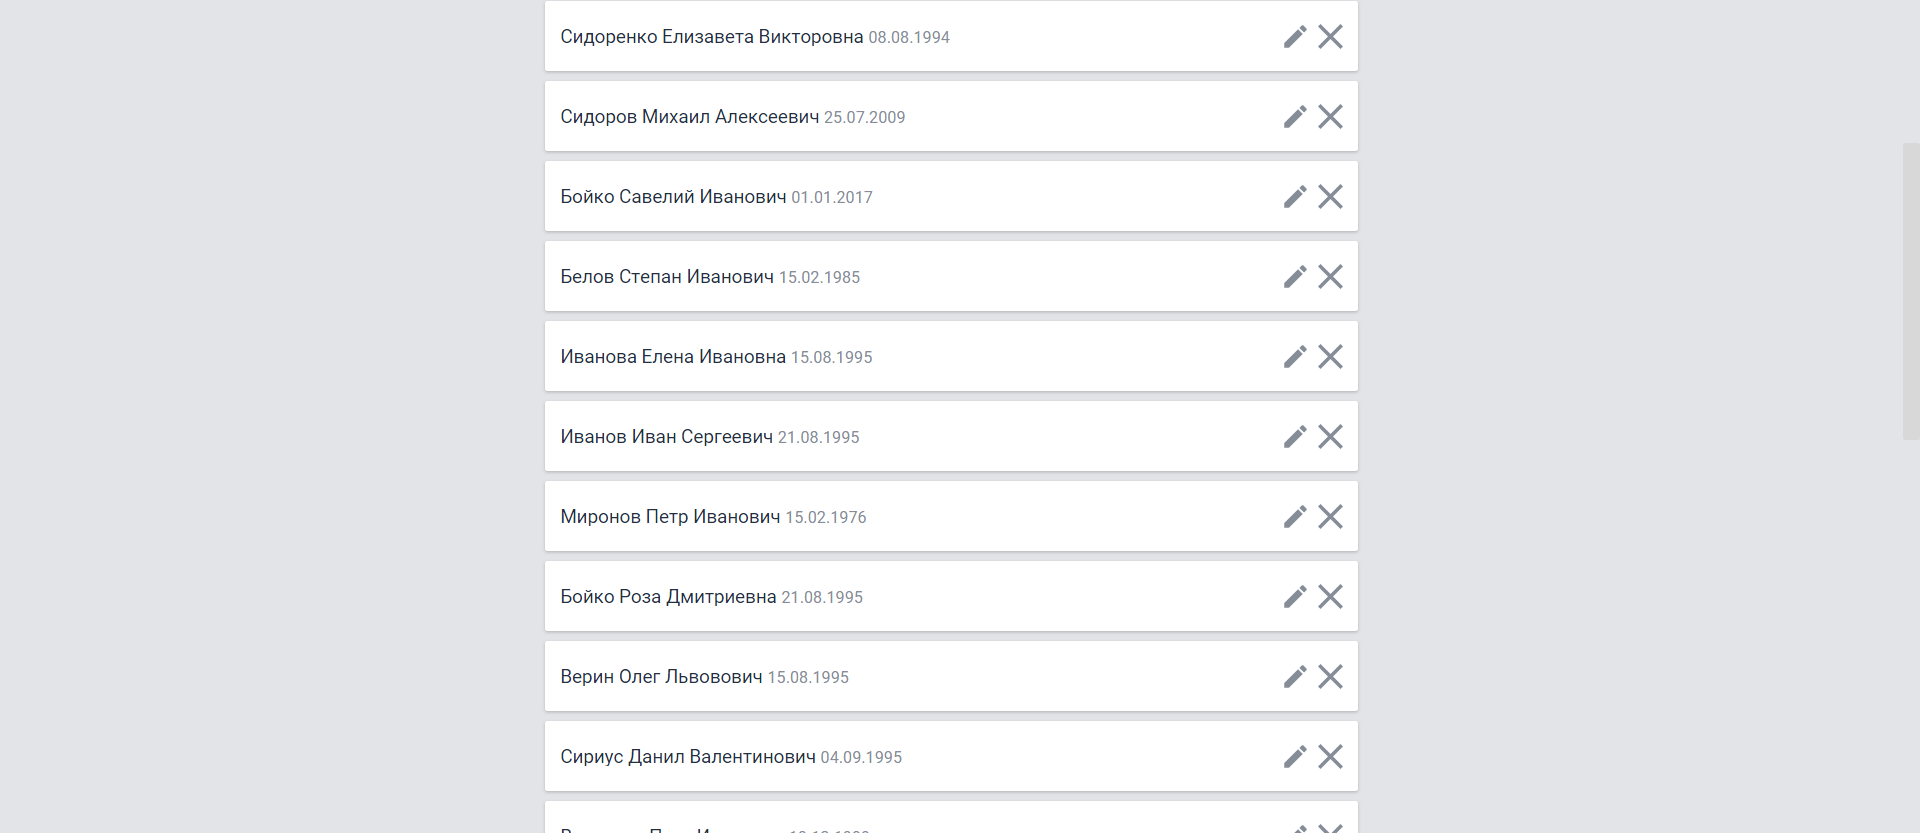 Сидоренко Елизавета Викторовна 08.08.1994
Сидоров Михаил Алексеевич 25.07.2009
Бойко Савелий Иванович 01.01.2017
Белов Степан Иванович 15.02.1985
Иванова Елена Ивановна 15.08.1995
Иванов Иван Сергеевич 21.08.1995
Миронов Петр Иванович 15.02.1976
Бойко Роза Дмитриевна 21.08.1995
Верин Олег Львовович 15.08.1995
Сириус Данил Валентинович 04.09.1995